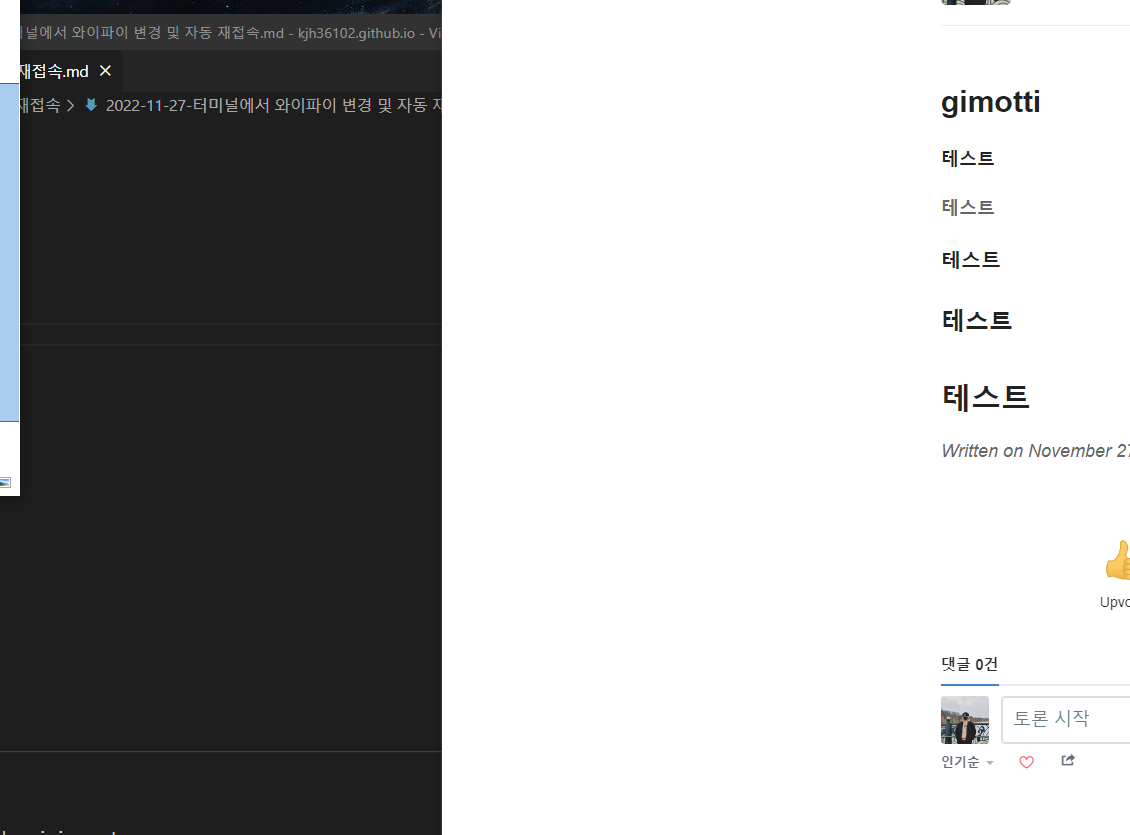 널에서 와이파이 변경 및 자동 재접속.md - kjh36102.github.io - Vi
재접속.md
재접속 > 2022-11-27-터미널에서 와이파이 변경 및 자동
gimotti
테스트
테스트
테스트
테스트
테스트
Written on November 27
Upvo
댓글 0건
토론 시작
인기순